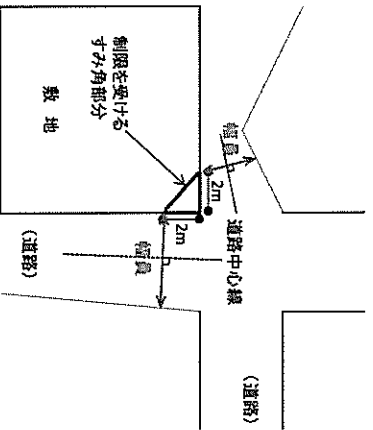 制限を受ける
すみ角部分
敷 地
幅員
2m
道路中心線
2m
幅員
(道路)
(道路)